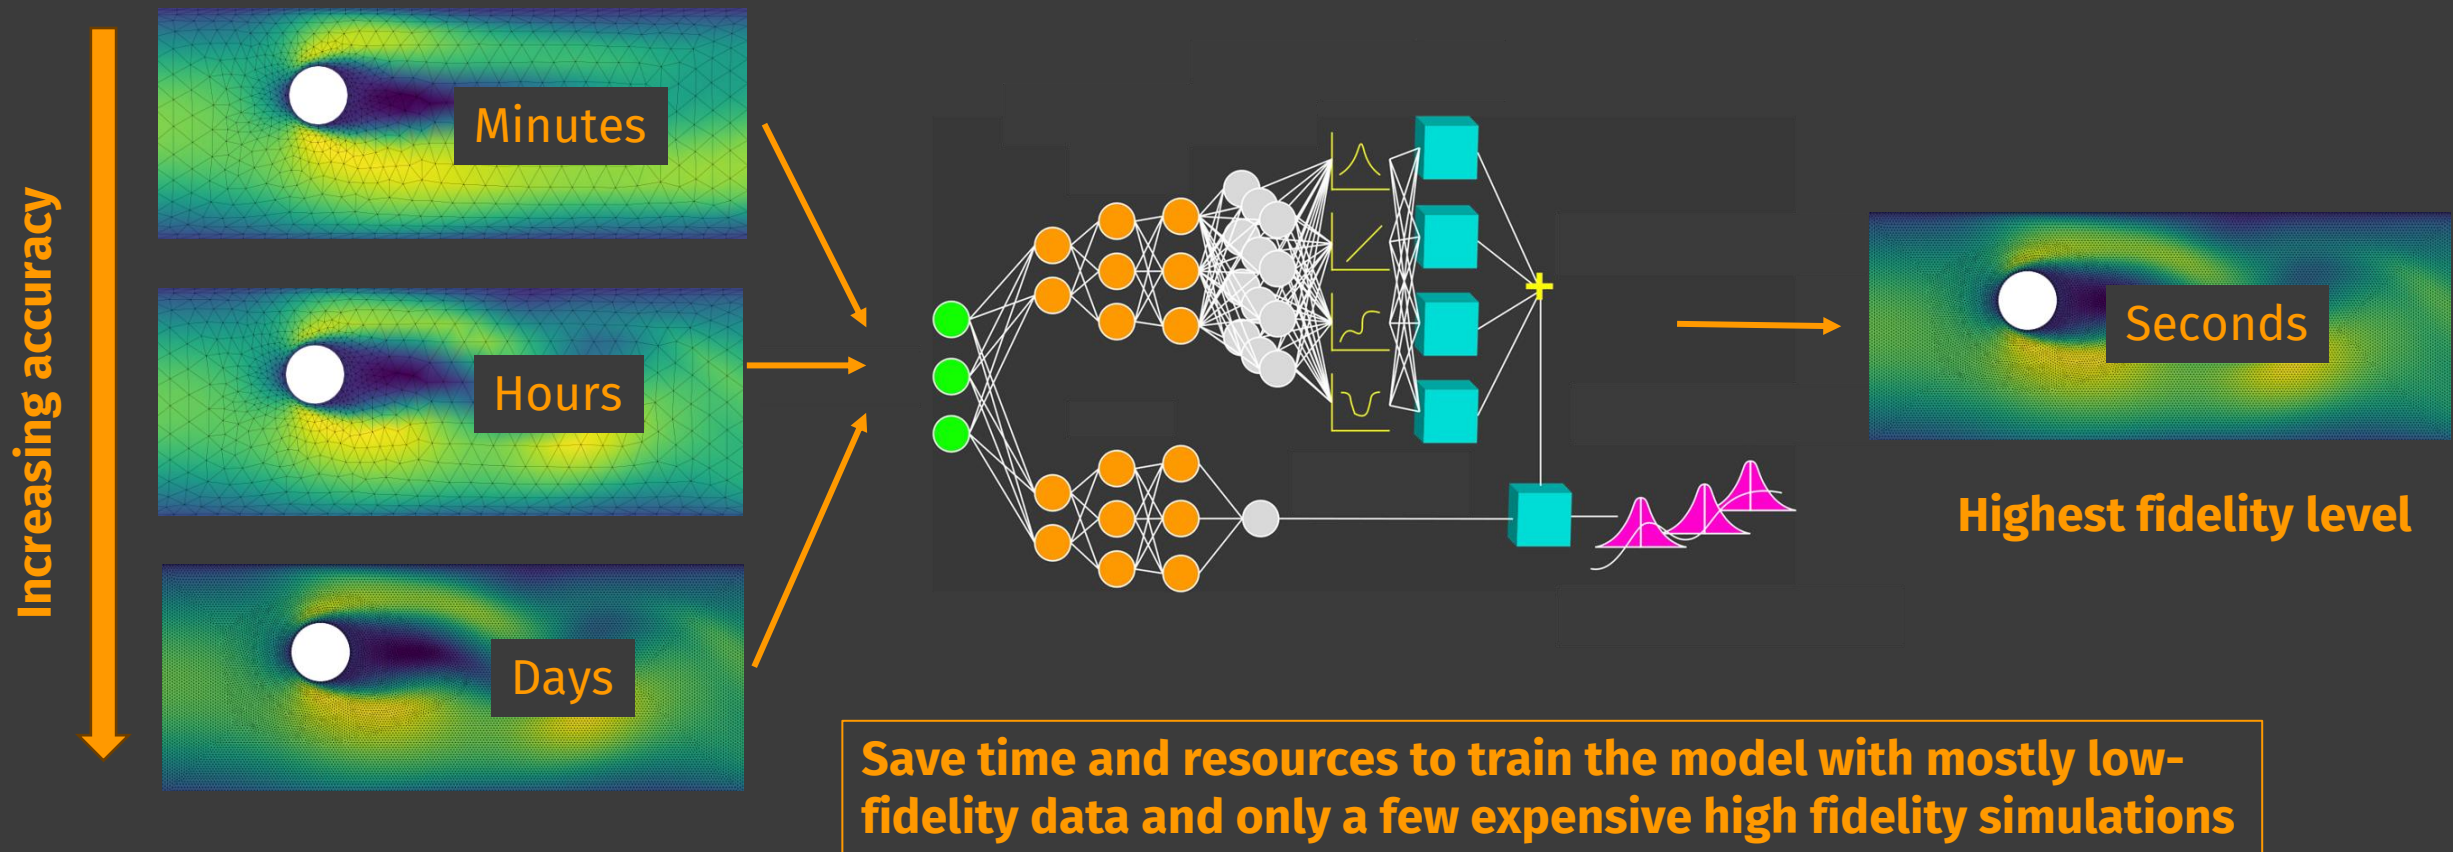 Increasing accuracy
Minutes
Hours
Days
Seconds
Highest fidelity level
Save time and resources to train the model with mostly low-
fidelity data and only a few expensive high fidelity simulations